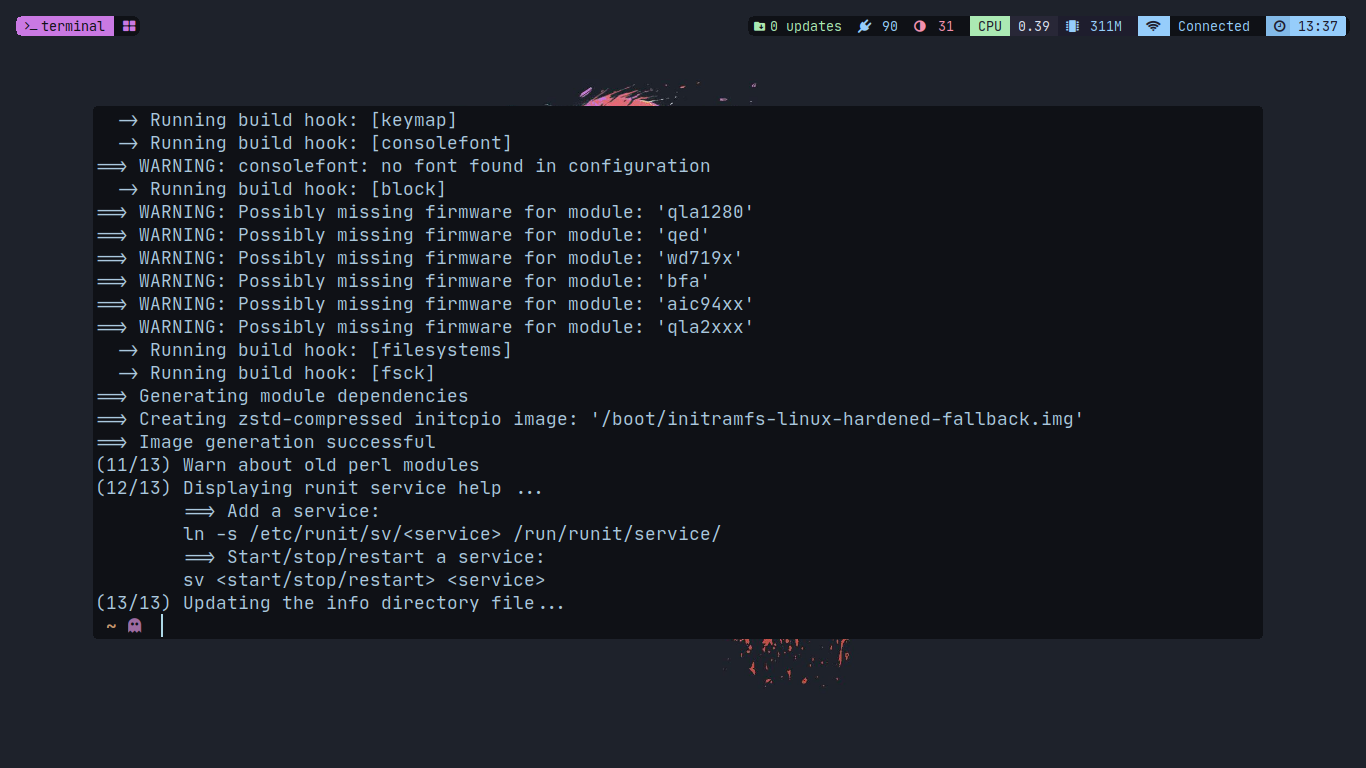 >_ terminal
0 updates 90 31 CPU 0.39 311M Connected 13:37
-> Running build hook: [keymap]
-> Running build hook: [consolefont]
==> WARNING: consolefont: no font found in configuration
-> Running build hook: [block]
==> WARNING: Possibly missing firmware for module: 'qla1280'
==> WARNING: Possibly missing firmware for module: 'qed'
==> WARNING: Possibly missing firmware for module: 'wd719x'
==> WARNING: Possibly missing firmware for module: 'bfa'
==> WARNING: Possibly missing firmware for module: 'aic94xx'
==> WARNING: Possibly missing firmware for module: 'qla2xxx'
-> Running build hook: [filesystems]
-> Running build hook: [fsck]
==> Generating module dependencies
==> Creating zstd-compressed initcpio image: '/boot/initramfs-linux-hardened-fallback.img'
==> Image generation successful
(11/13) Warn about old perl modules
(12/13) Displaying runit service help ...
==> Add a service:
ln -s /etc/runit/sv/<service> /run/runit/service/
==> Start/stop/restart a service:
sv <start/stop/restart> <service>
(13/13) Updating the info directory file...
~